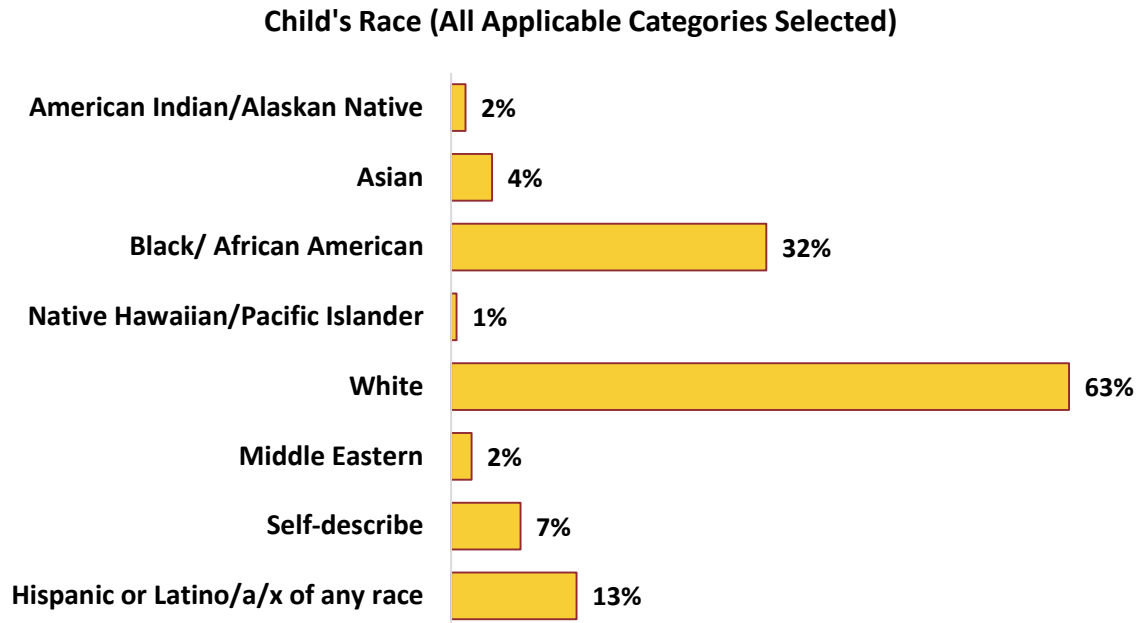 Child's Race (All Applicable Categories Selected)
American Indian/Alaskan Native 2%
Asian 4%
Black/ African American 32%
Native Hawaiian/Pacific Islander 1%
White 63%
Middle Eastern 2%
Self-describe 7%
Hispanic or Latino/a/x of any race 13%